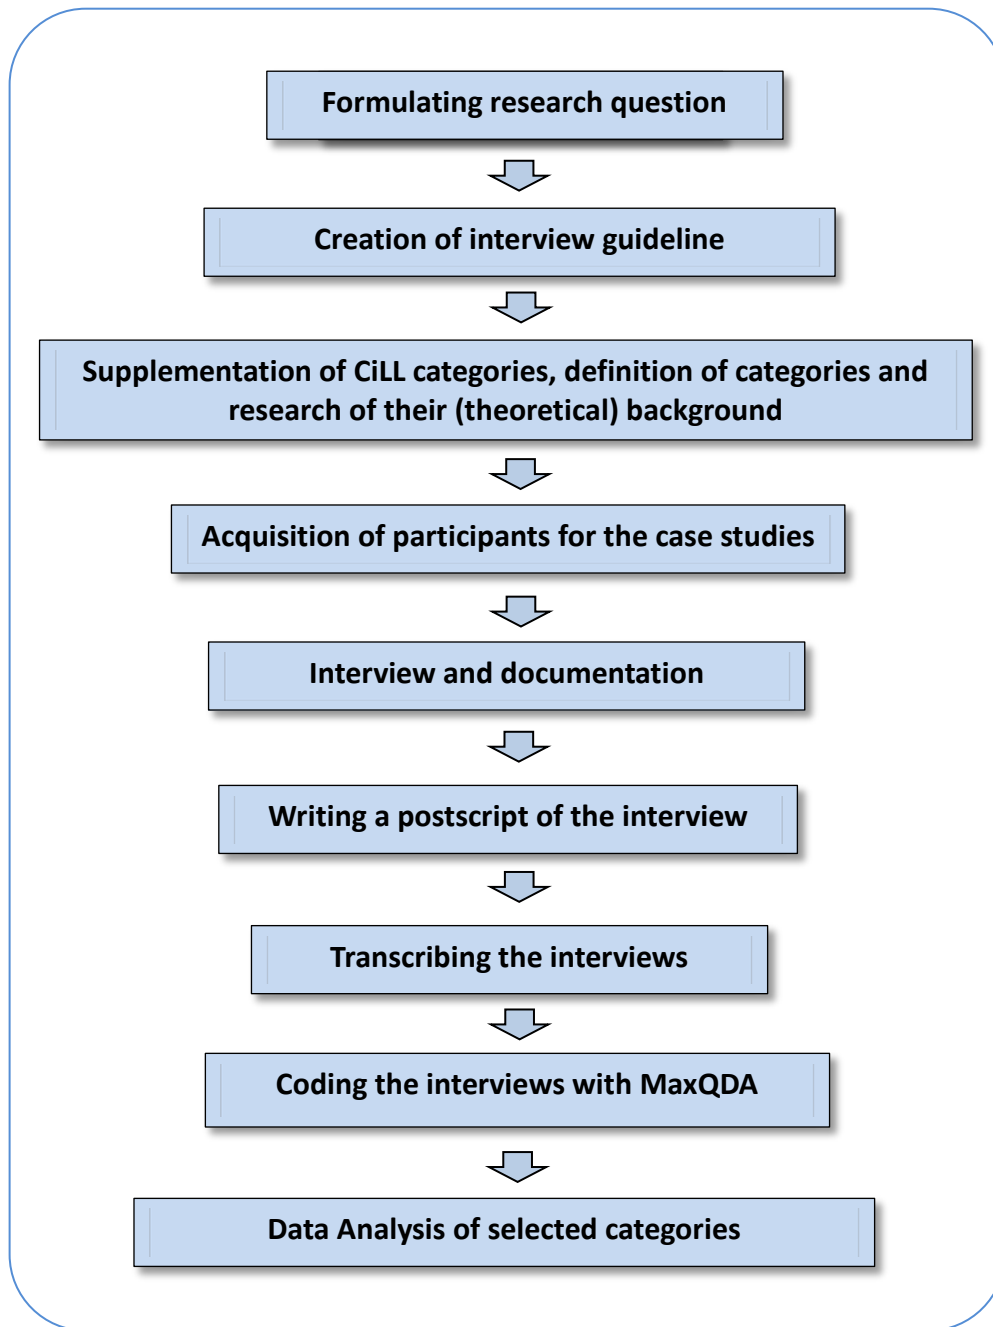 Formulating research question
Creation of interview guideline
Supplementation of CiLL categories, definition of categories and
research of their (theoretical) background
Acquisition of participants for the case studies
Interview and documentation
Writing a postscript of the interview
Transcribing the interviews
Coding the interviews with MaxQDA
Data Analysis of selected categories